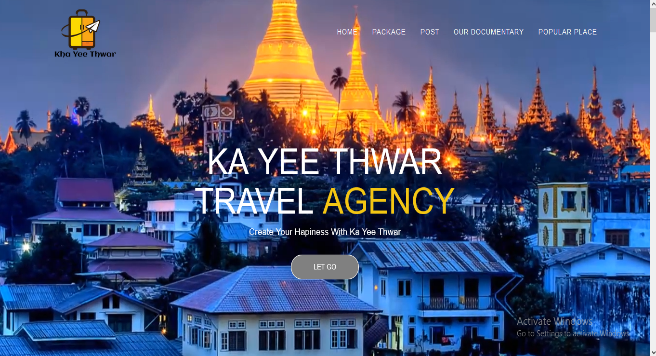 Kha Yee Thwar
HOME PACKAGE POST OUR DOCUMENTARY POPULAR PLACE
KA YEE THWAR
TRAVEL AGENCY
Create Your Hapiness With Ka Yee Thwar
LET GO
Activate Windows
Go to Settings to activate Windows.